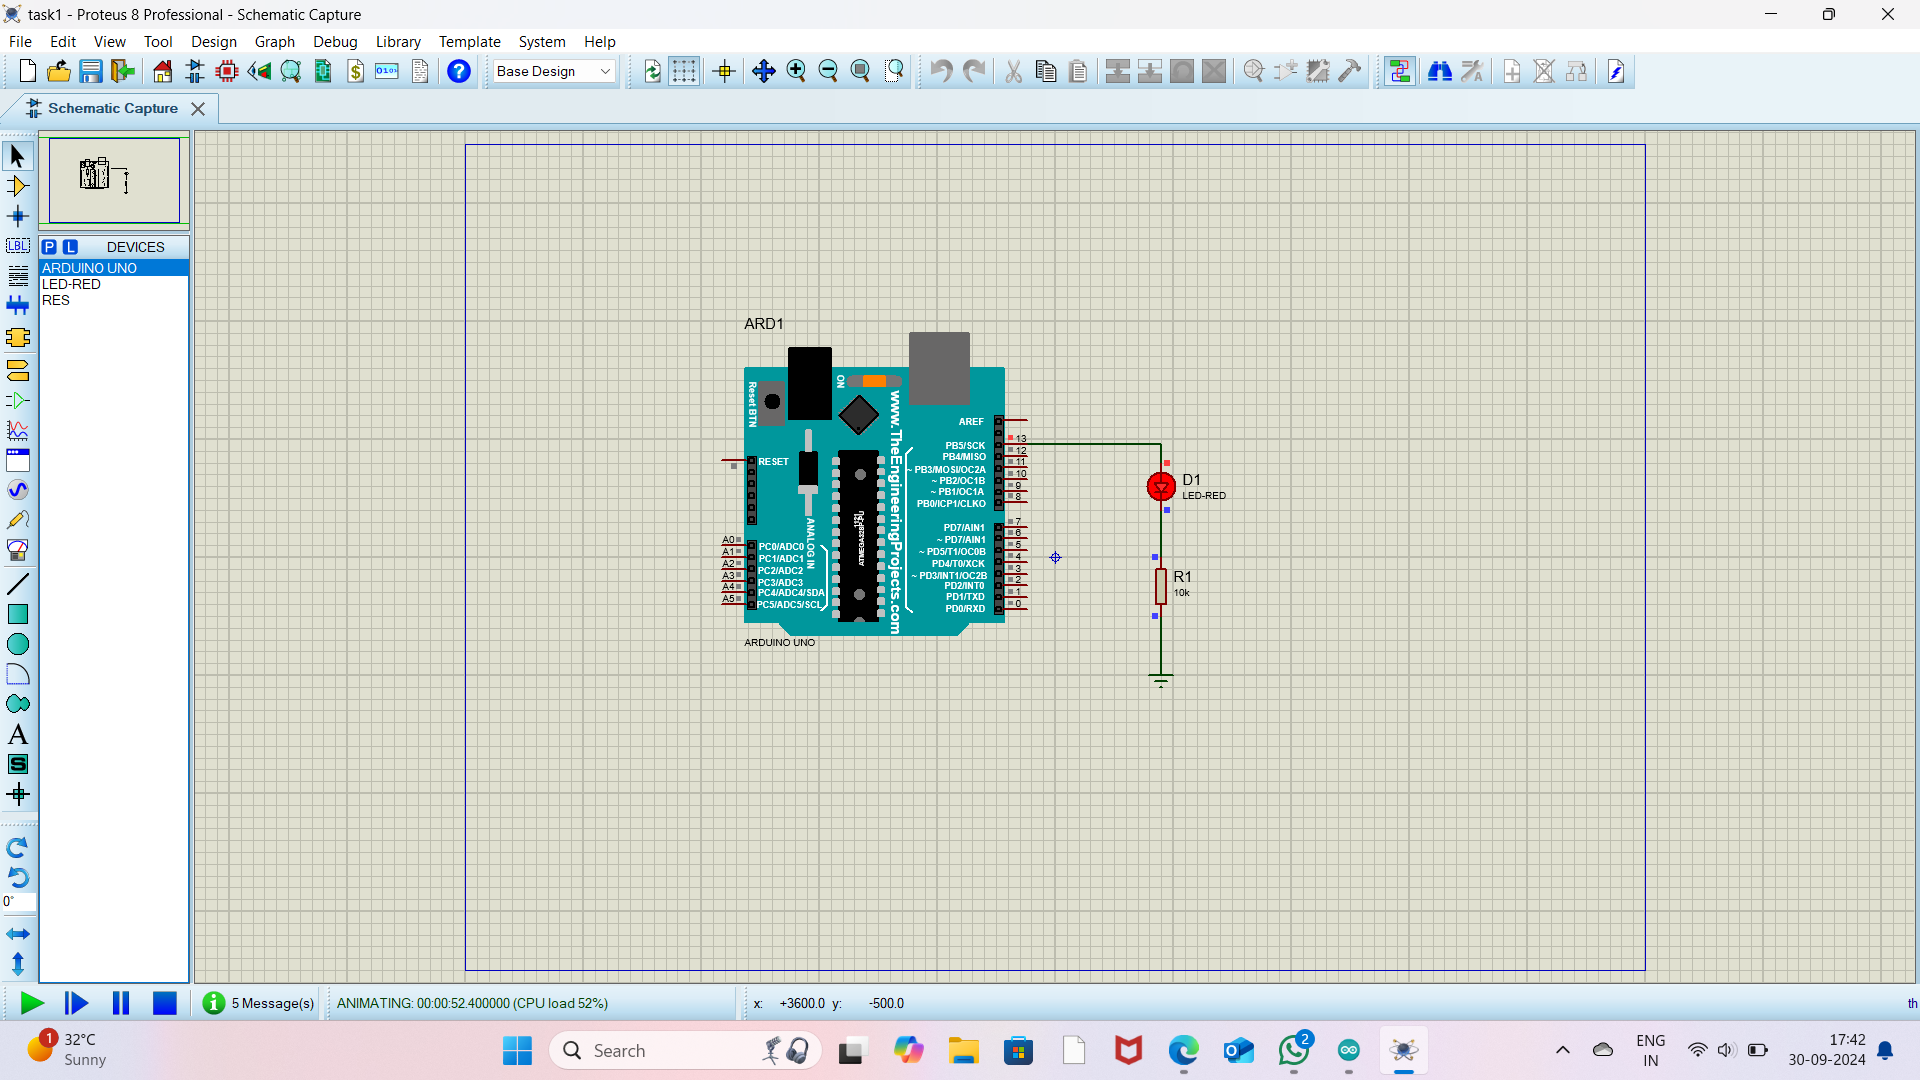 task1 - Proteus 8 Professional - Schematic Capture
File Edit View Tool Design Graph Debug Library Template System Help
Base Design
Schematic Capture
P L DEVICES
ARDUINO UNO
LED-RED
RES
LBL
A
S
0°
ARD1
Reset BTN
ON
www.TheEngineeringProjects.com
RESET
ANALOG IN
ATMEGA328P-PU
1121
A0 PC0/ADC0
A1 PC1/ADC1
A2 PC2/ADC2
A3 PC3/ADC3
A4 PC4/ADC4/SDA
A5 PC5/ADC5/SCL
AREF
PB5/SCK 13
PB4/MISO 12
~ PB3/MOSI/OC2A 11
~ PB2/OC1B 10
~ PB1/OC1A 9
PB0/ICP1/CLKO 8
PD7/AIN1 7
~ PD7/AIN1 6
~ PD5/T1/OC0B 5
PD4/T0/XCK 4
~ PD3/INT1/OC2B 3
PD2/INT0 2
PD1/TXD 1
PD0/RXD 0
ARDUINO UNO
D1
LED-RED
R1
10k
5 Message(s) ANIMATING: 00:00:52.400000 (CPU load 52%) x: +3600.0 y: -500.0 th
1
32°C
Sunny
Search
2
ENG
IN
17:42
30-09-2024